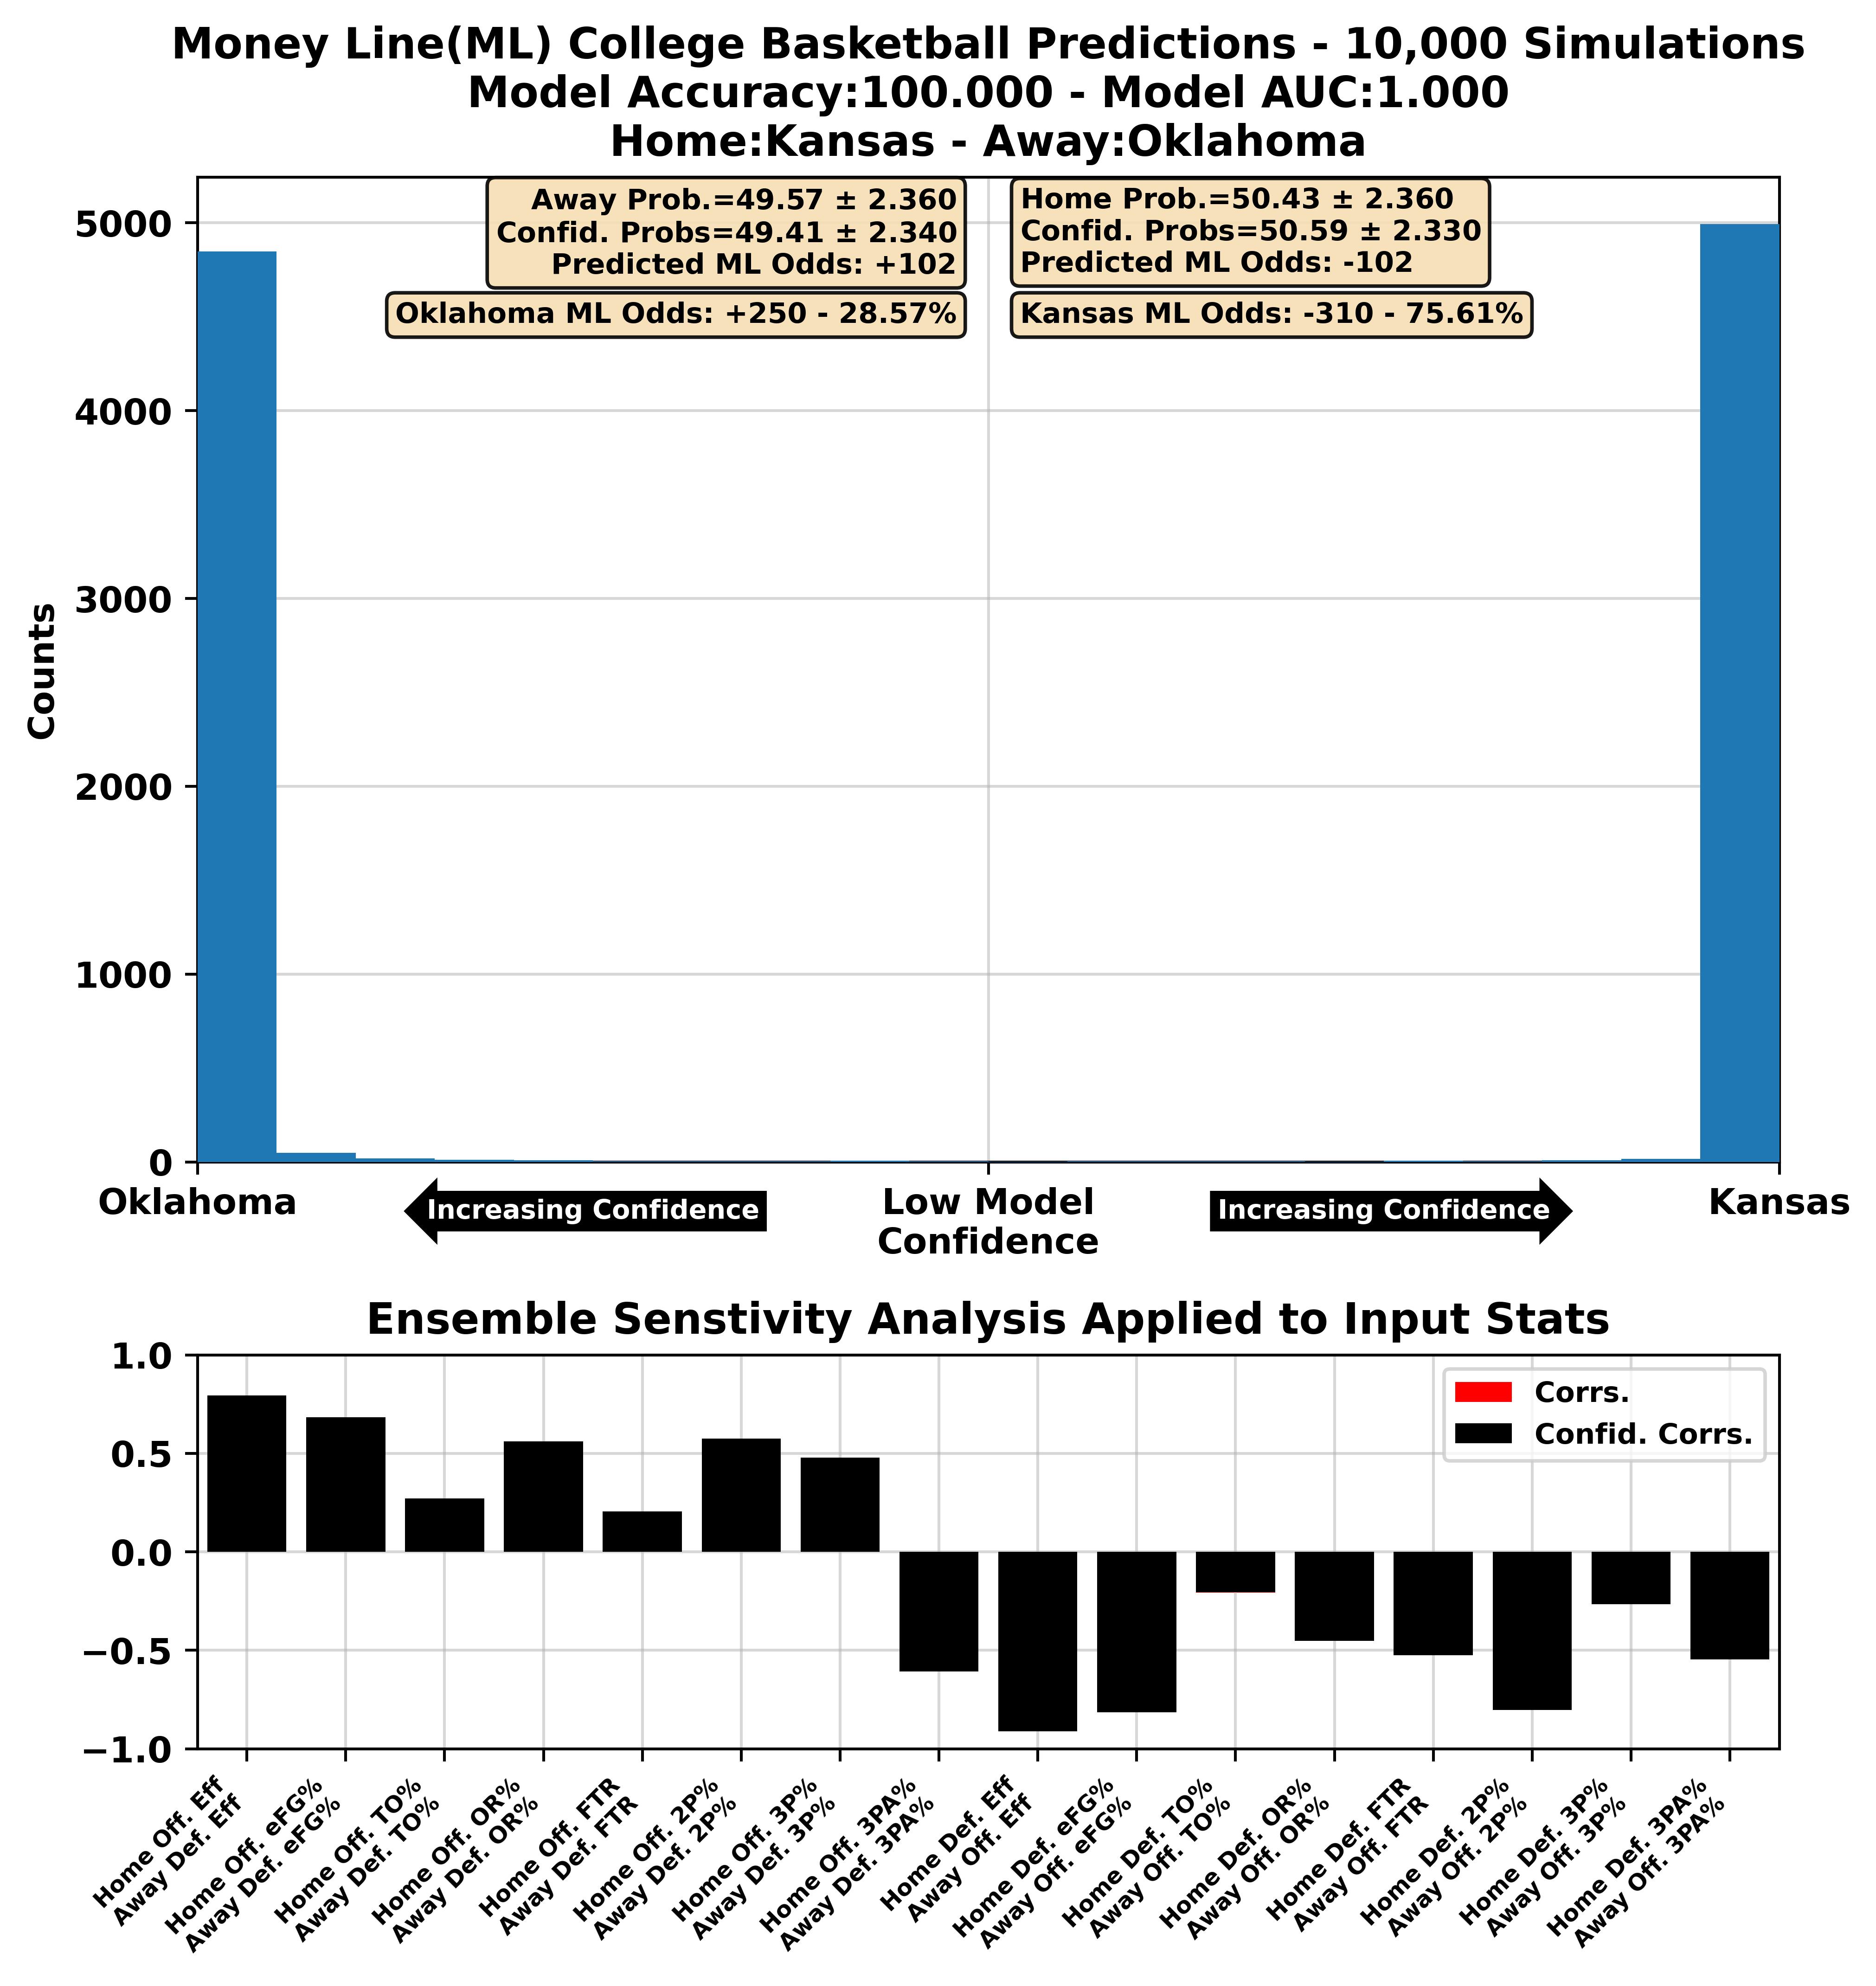 Money Line(ML) College Basketball Predictions - 10,000 Simulations
Model Accuracy:100.000 - Model AUC:1.000
Home:Kansas - Away:Oklahoma
Away Prob.=49.57 ± 2.360
Confid. Probs=49.41 ± 2.340
Predicted ML Odds: +102
Oklahoma ML Odds: +250 - 28.57%
Home Prob.=50.43 ± 2.360
Confid. Probs=50.59 ± 2.330
Predicted ML Odds: -102
Kansas ML Odds: -310 - 75.61%
Counts
5000
4000
3000
2000
1000
0
Oklahoma
Increasing Confidence
Low Model
Confidence
Increasing Confidence
Kansas
Ensemble Senstivity Analysis Applied to Input Stats
1.0
0.5
0.0
−0.5
−1.0
Corrs.
Confid. Corrs.
Home Off. Eff
Away Def. Eff
Home Off. eFG%
Away Def. eFG%
Home Off. TO%
Away Def. TO%
Home Off. OR%
Away Def. OR%
Home Off. FTR
Away Def. FTR
Home Off. 2P%
Away Def. 2P%
Home Off. 3P%
Away Def. 3P%
Home Off. 3PA%
Away Def. 3PA%
Home Def. Eff
Away Off. Eff
Home Def. eFG%
Away Off. eFG%
Home Def. TO%
Away Off. TO%
Home Def. OR%
Away Off. OR%
Home Def. FTR
Away Off. FTR
Home Def. 2P%
Away Off. 2P%
Home Def. 3P%
Away Off. 3P%
Home Def. 3PA%
Away Off. 3PA%